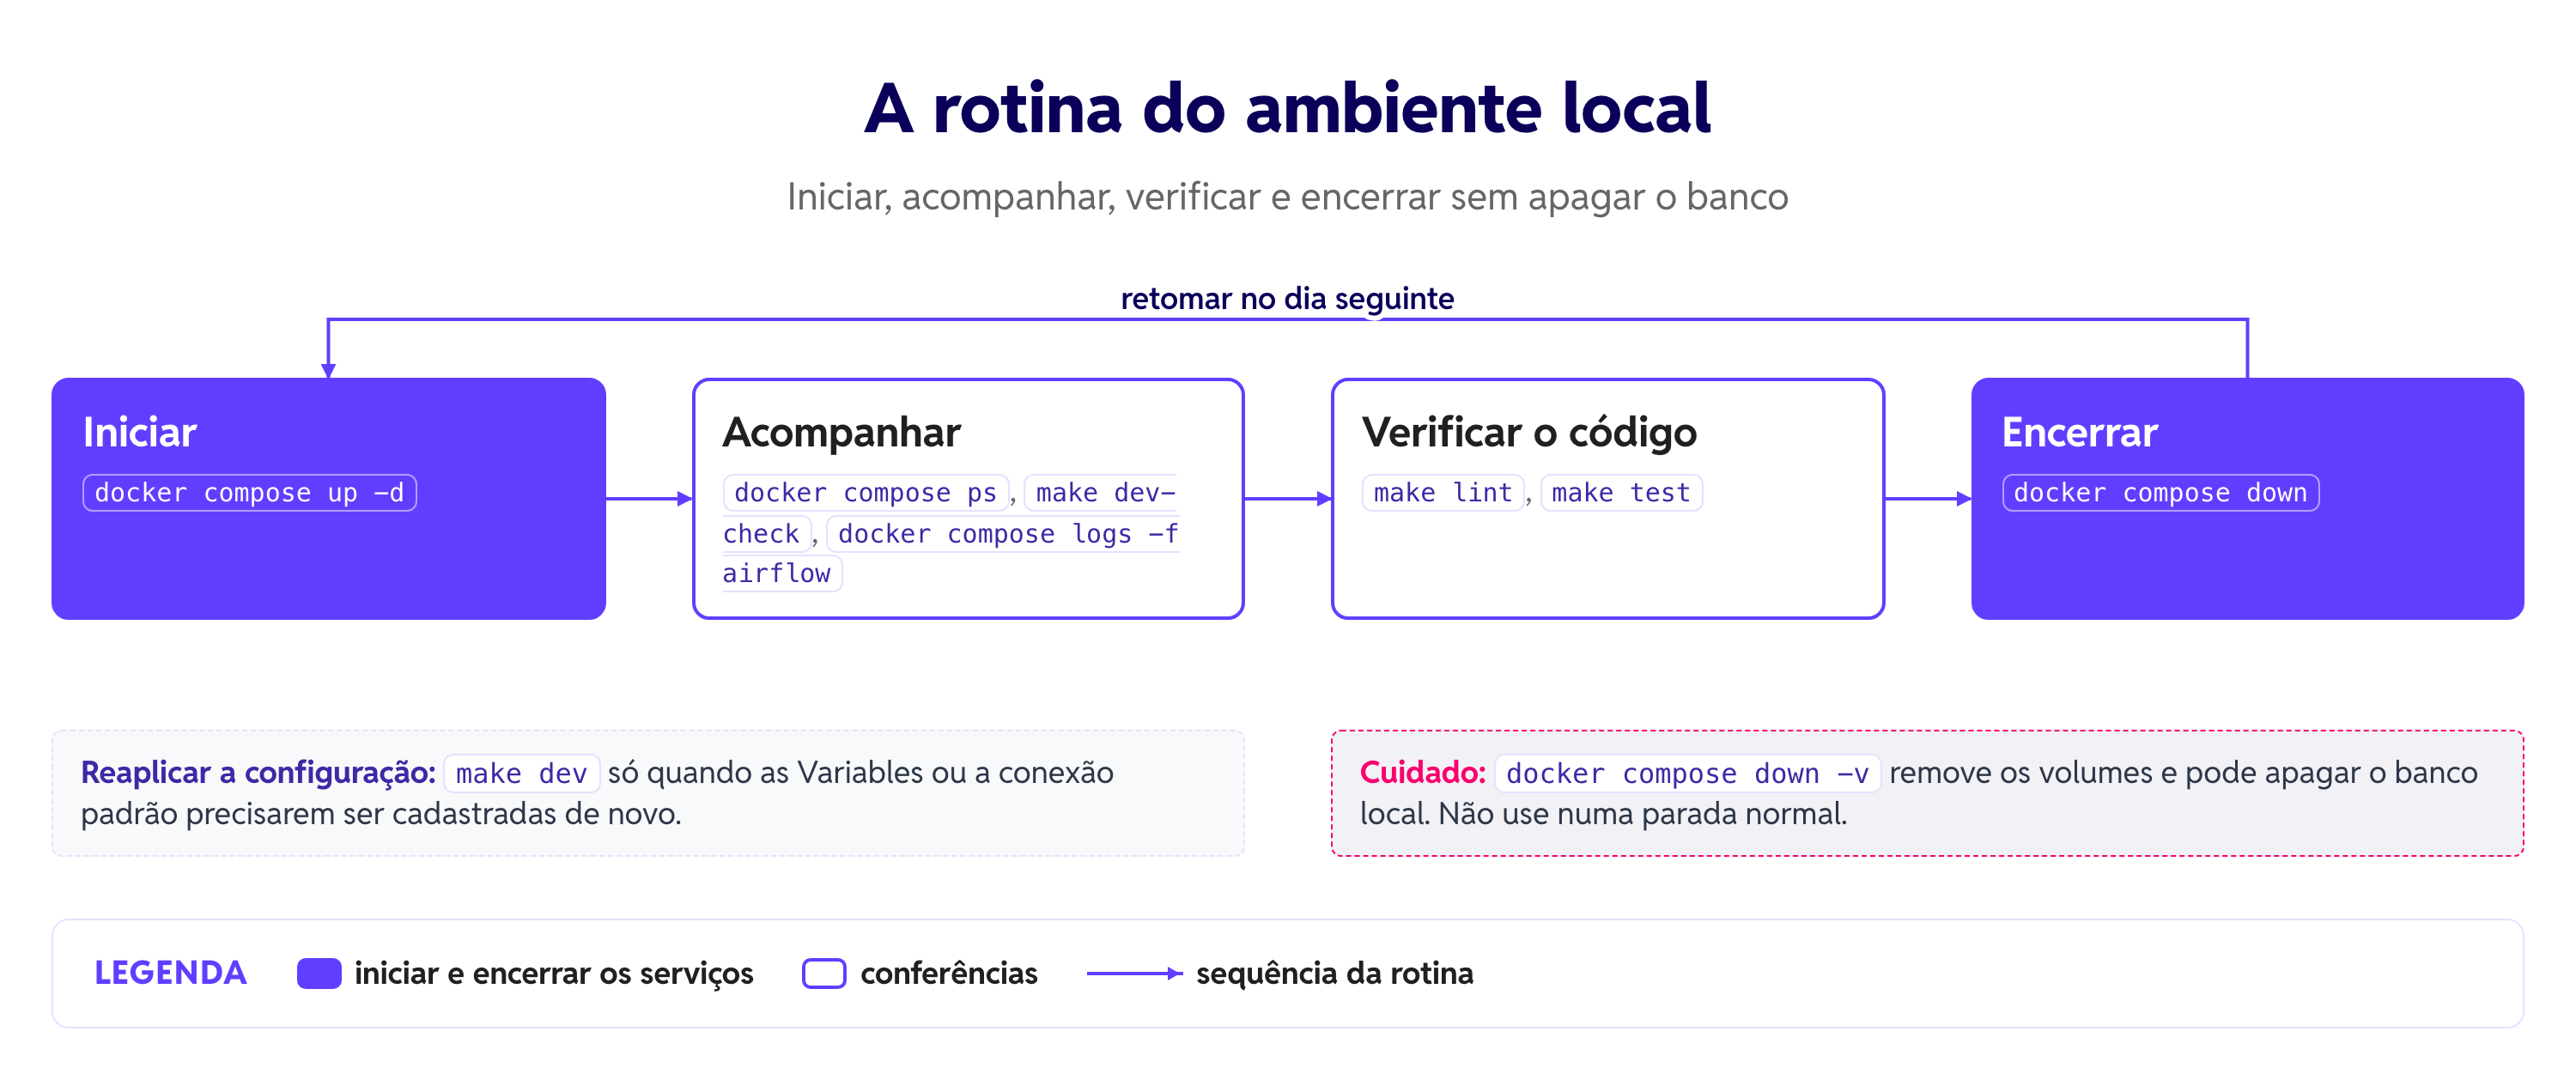 A rotina do ambiente local
Iniciar, acompanhar, verificar e encerrar sem apagar o banco
retomar no dia seguinte
Iniciar
docker compose up -d
Acompanhar
docker compose ps, make dev-
check, docker compose logs -f
airflow
Verificar o código
make lint, make test
Encerrar
docker compose down
Reaplicar a configuração: make dev só quando as Variables ou a conexão
padrão precisarem ser cadastradas de novo.
Cuidado: docker compose down -v remove os volumes e pode apagar o banco
local. Não use numa parada normal.
LEGENDA
iniciar e encerrar os serviços
conferências
sequência da rotina